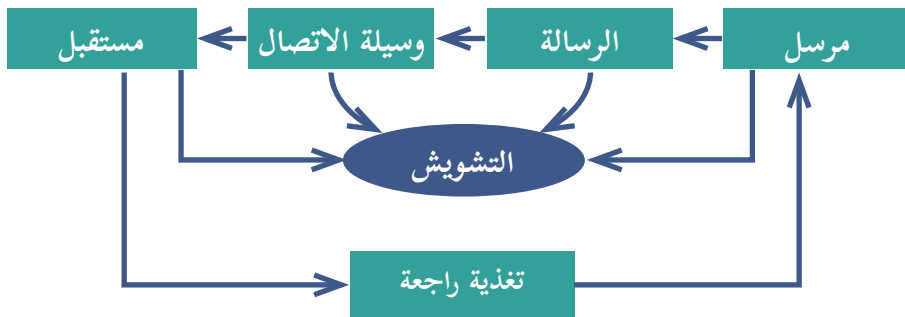 مرسل
الرسالة
وسيلة الاتصال
مستقبل
التشويش
تغذية راجعة